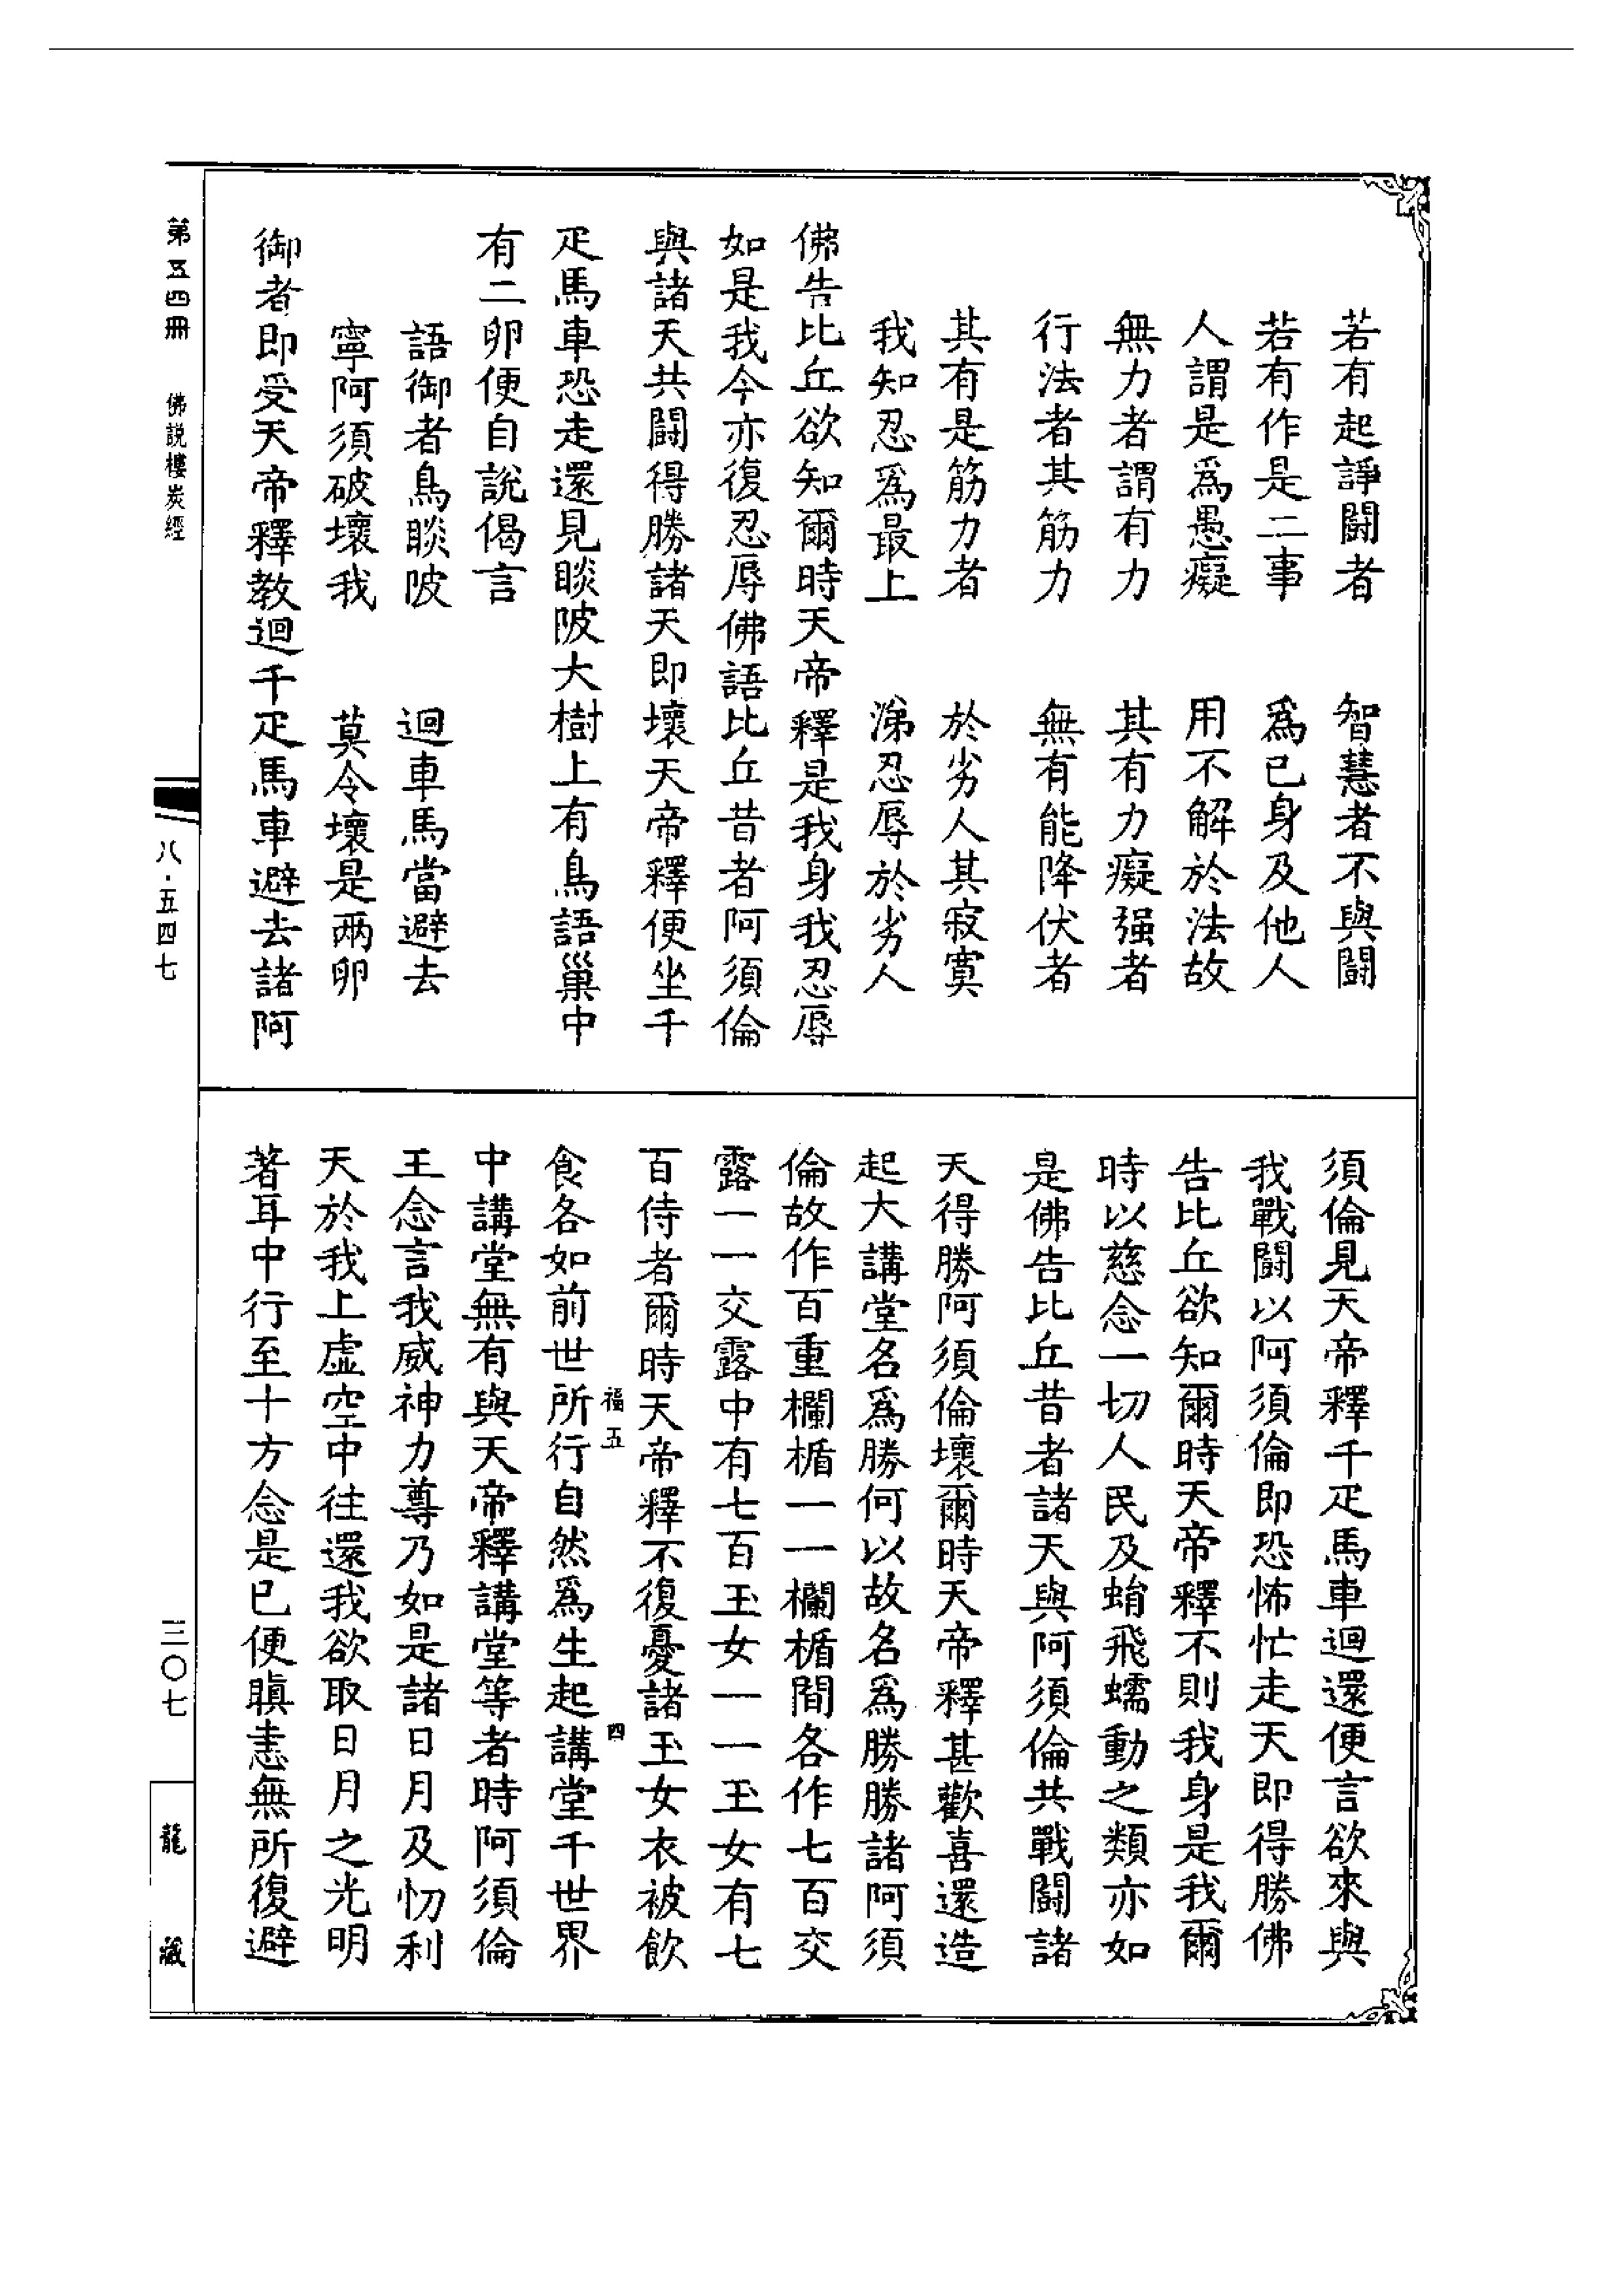 若有起諍鬪者　智慧者不與鬪
若有作是二事　爲已身及他人
人謂是爲愚癡　用不解於法故
無力者謂有力　其有力癡强者
行法者其筋力　無有能降伏者
其有是筋力者　於劣人其寂寞
我知忍爲最上　涕忍辱於劣人
佛告比丘欲知爾時天帝釋是我身我忍辱
如是我今亦復忍辱佛語比丘昔者阿須倫
與諸天共鬪得勝諸天即壞天帝釋便坐千
疋馬車恐走還見睒陂大樹上有鳥語巢中
有二卵便自說偈言
語御者鳥睒陂　迴車馬當避去
寧阿須破壞我　莫令壞是兩卵
御者即受天帝釋教迴千疋馬車避去諸阿
須倫見天帝釋千疋馬車迴還便言欲來與
我戰鬪以阿須倫即恐怖忙走天即得勝佛
告比丘欲知爾時天帝釋不則我身是我爾
時以慈念一切人民及蜎飛蠕動之類亦如
是佛告比丘昔者諸天與阿須倫共戰鬪諸
天得勝阿須倫壞爾時天帝釋甚歡喜還造
起大講堂名爲勝何以故名爲勝勝諸阿須
倫故作百重欄楯一一欄楯間各作七百交
露一一交露中有七百玉女一一玉女有七
百侍者爾時天帝釋不復憂諸玉女衣被飲
福五　四
食各如前世所行自然爲生起講堂千世界
中講堂無有與天帝釋講堂等者時阿須倫
王念言我威神力尊乃如是諸日月及忉利
天於我上虛空中往還我欲取日月之光明
著耳中行至十方念是已便瞋恚無所復避
第五四冊　佛説樓炭經
八·五四七
三〇七
龍藏